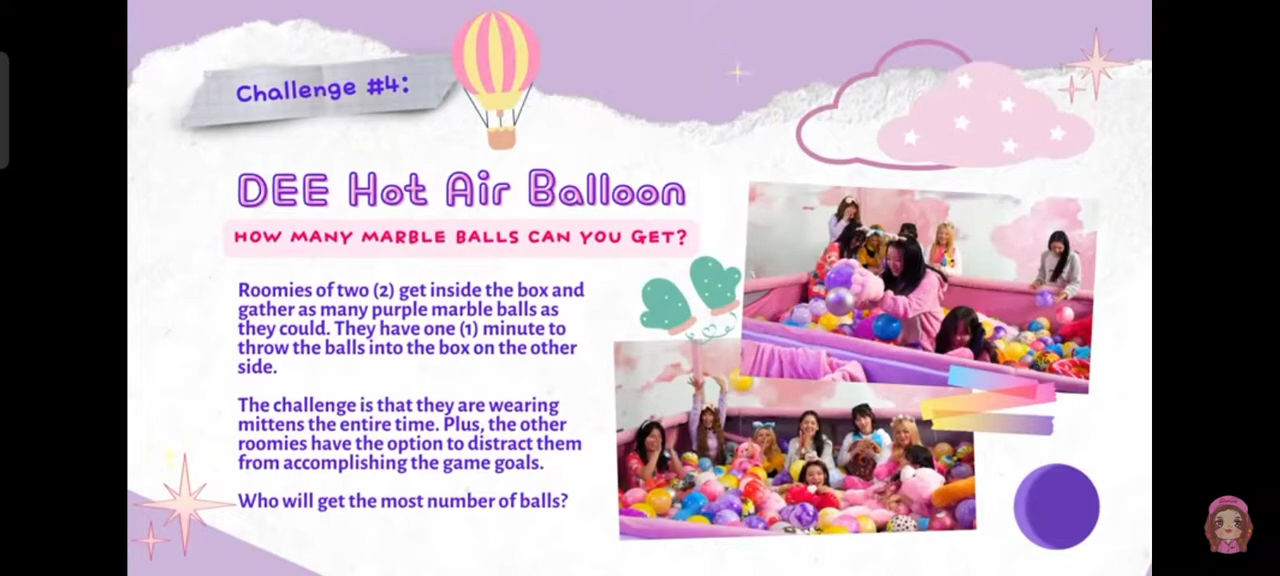 Challenge #4:
DEE Hot Air Balloon
HOW MANY MARBLE BALLS CAN YOU GET?
Roomies of two (2) get inside the box and
gather as many purple marble balls as
they could. They have one (1) minute to
throw the balls into the box on the other
side.
The challenge is that they are wearing
mittens the entire time. Plus, the other
roomies have the option to distract them
from accomplishing the game goals.
Who will get the most number of balls?